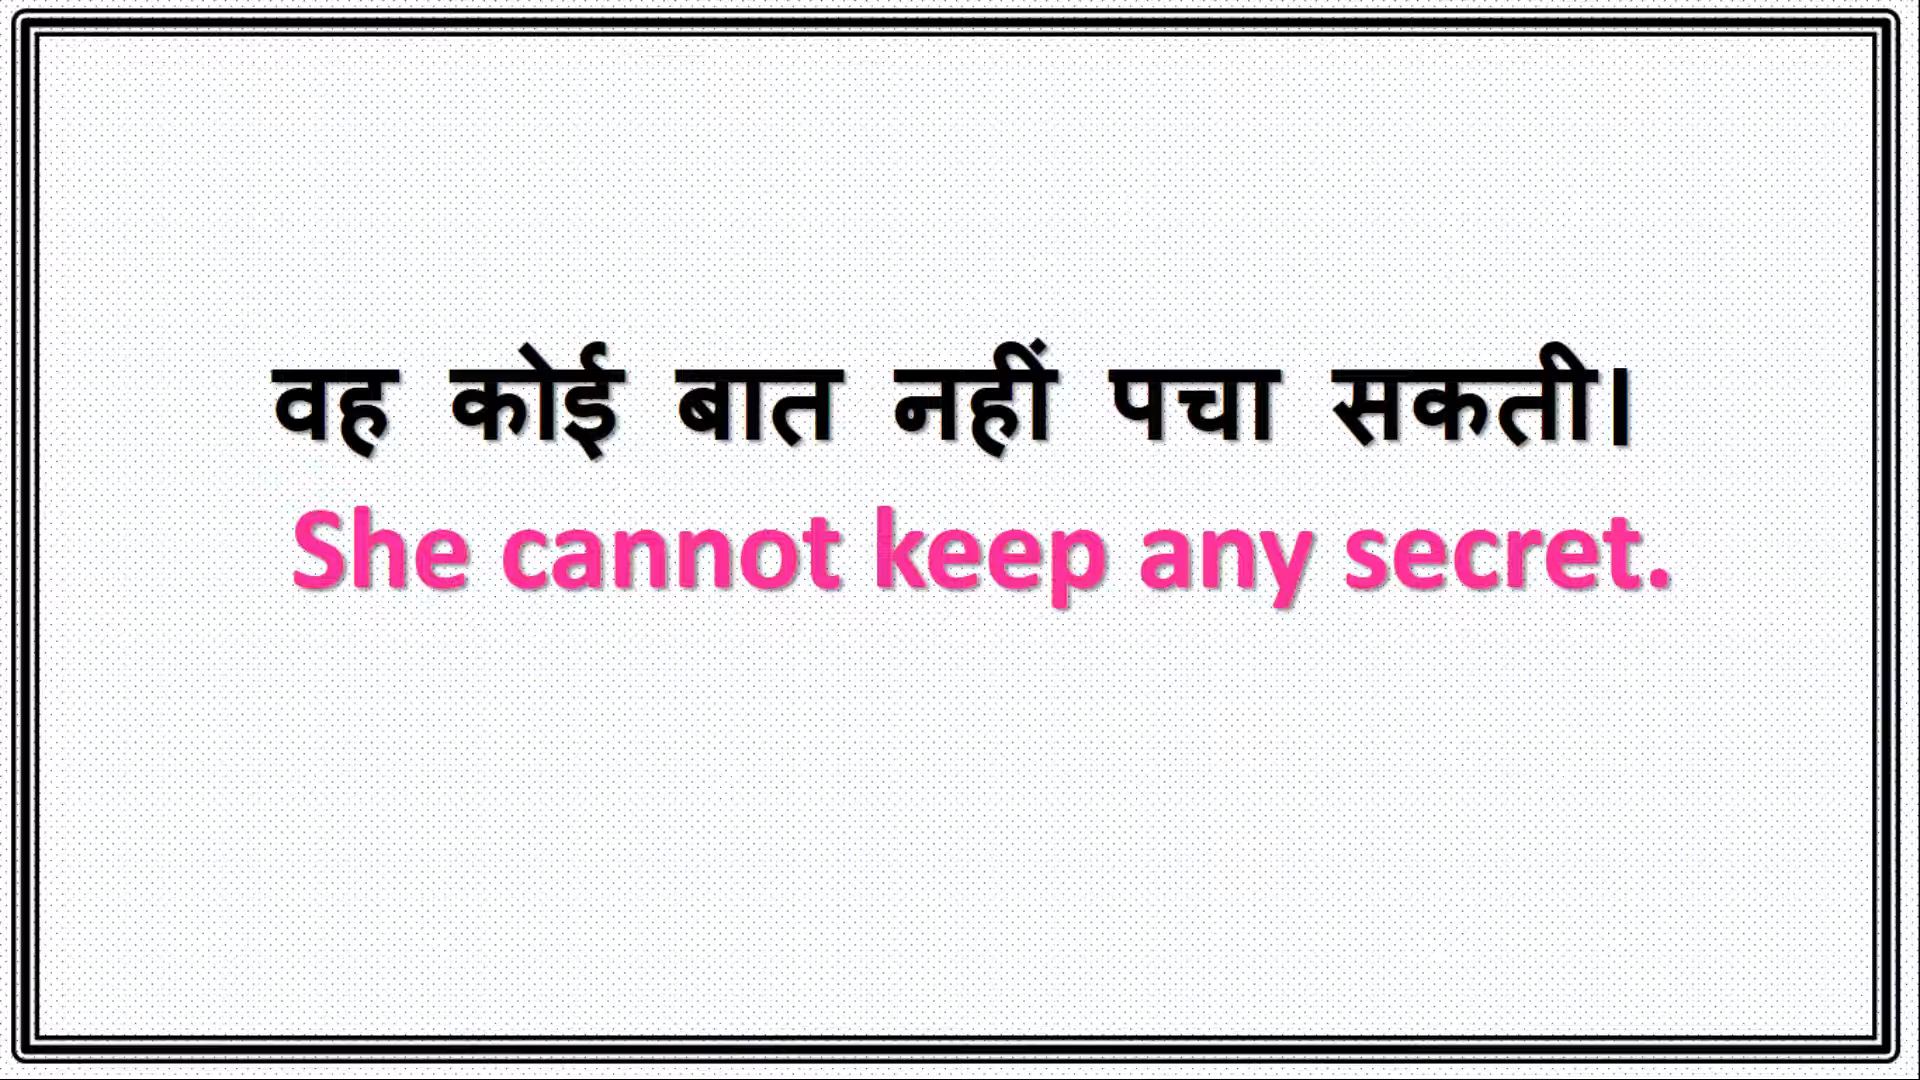 वह कोई बात नहीं पचा सकती।
She cannot keep any secret.